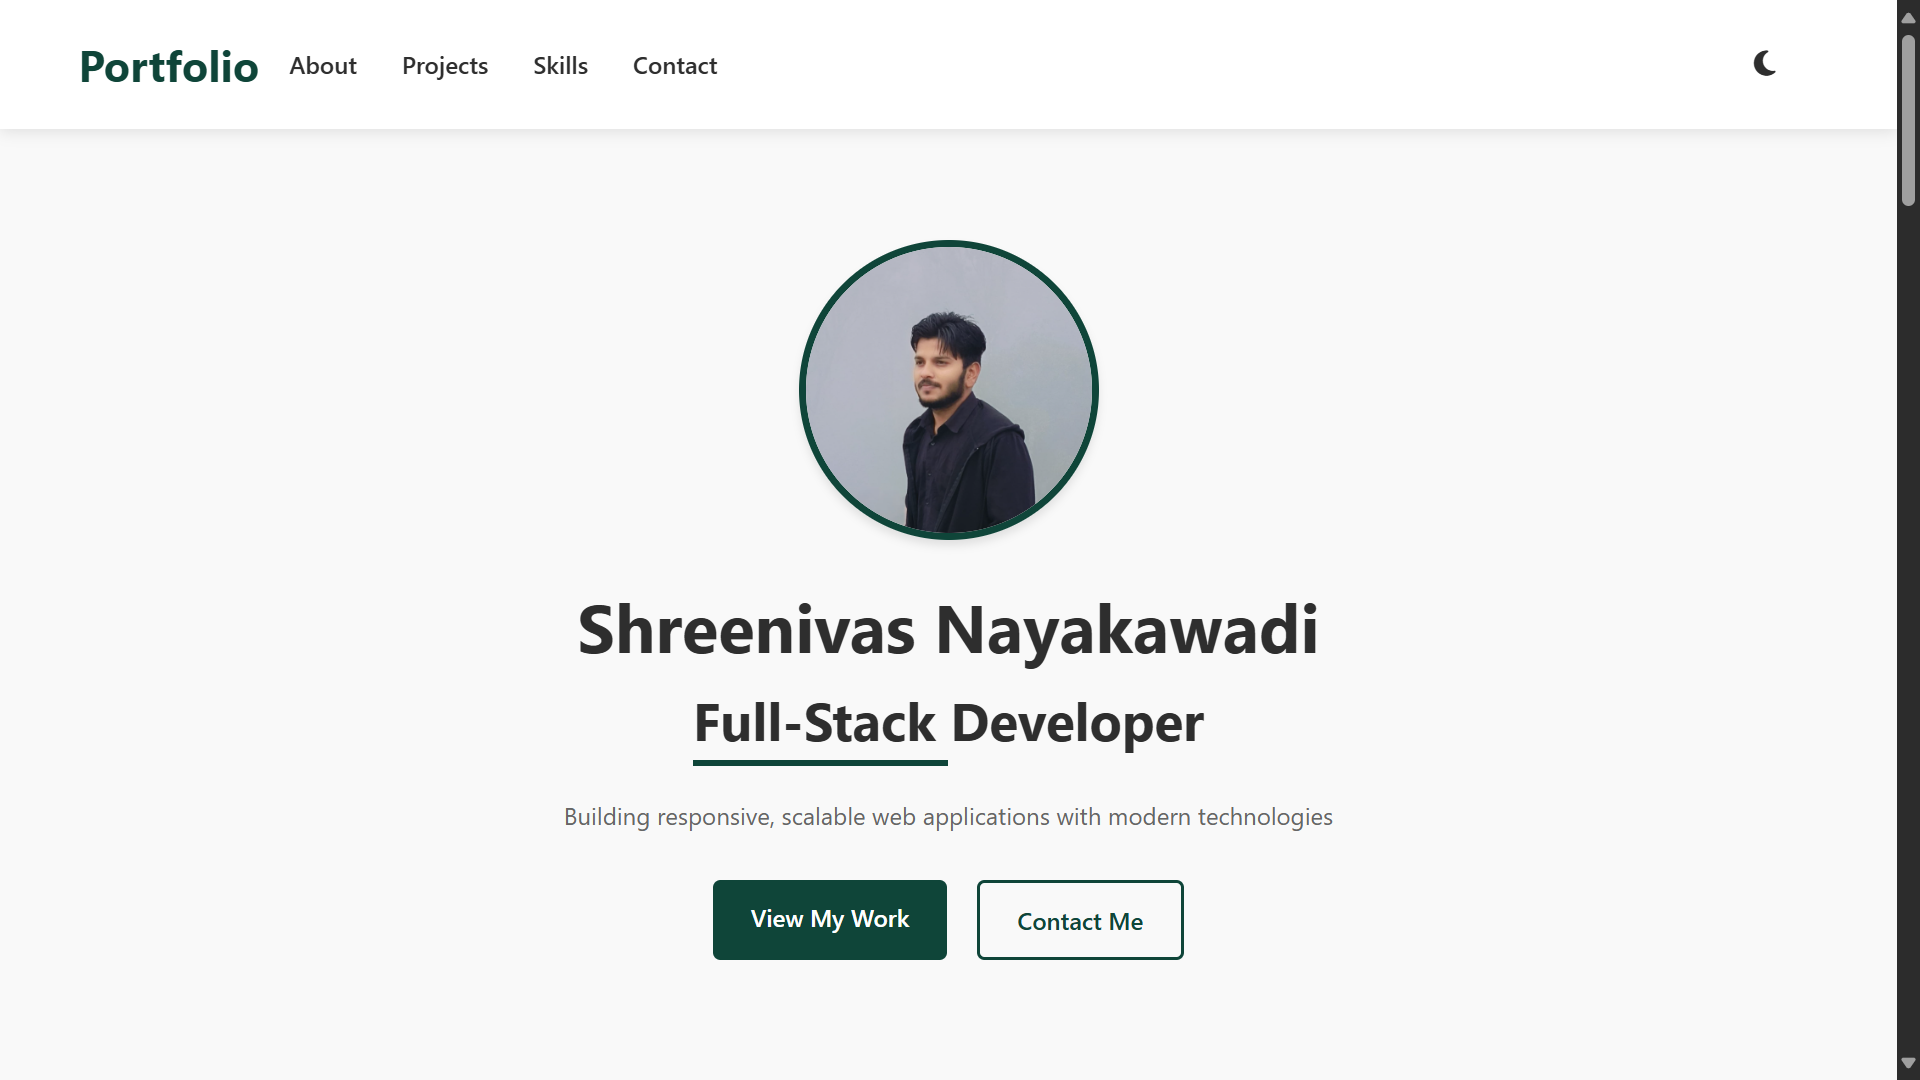 Portfolio About Projects Skills Contact
Shreenivas Nayakawadi
Full-Stack Developer
Building responsive, scalable web applications with modern technologies
View My Work Contact Me